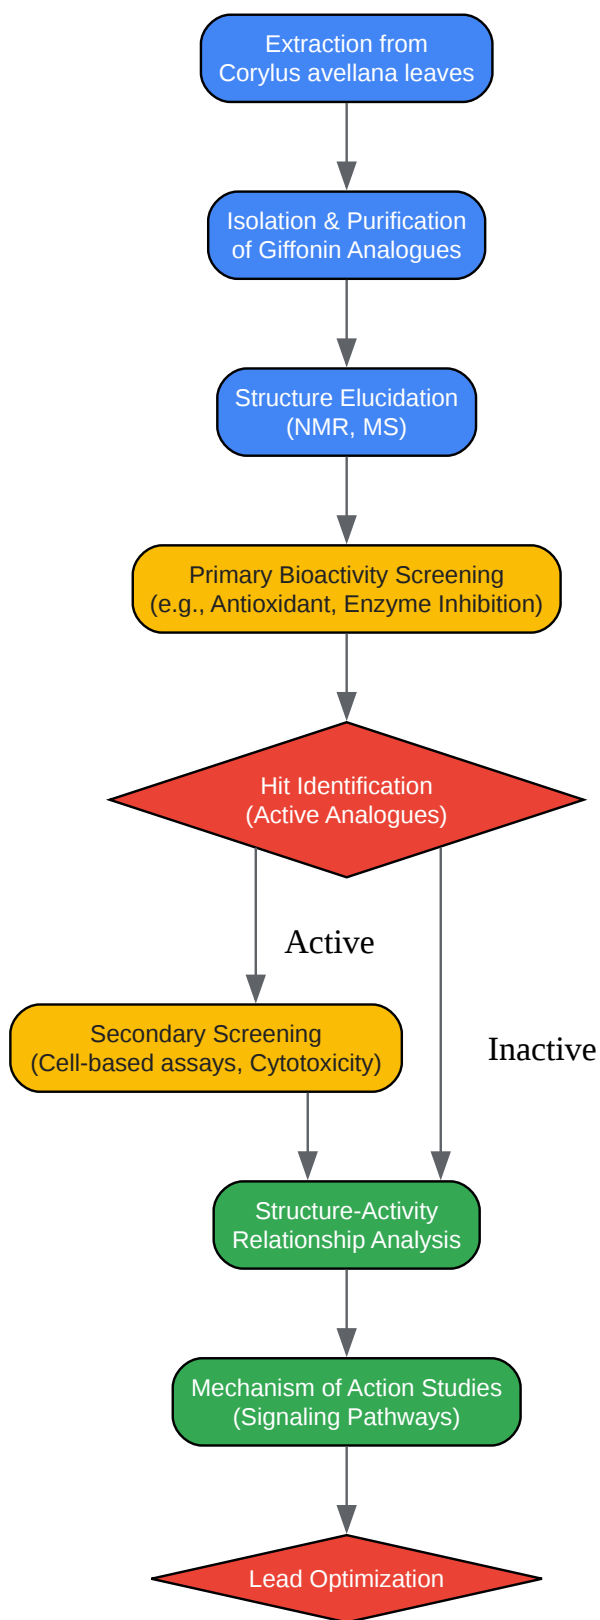 Extraction from
Corylus avellana leaves
Isolation & Purification
of Giffonin Analogues
Structure Elucidation
(NMR, MS)
Primary Bioactivity Screening
(e.g., Antioxidant, Enzyme Inhibition)
Hit Identification
(Active Analogues)
Active
Secondary Screening
(Cell-based assays, Cytotoxicity)
Inactive
Structure-Activity
Relationship Analysis
Mechanism of Action Studies
(Signaling Pathways)
Lead Optimization